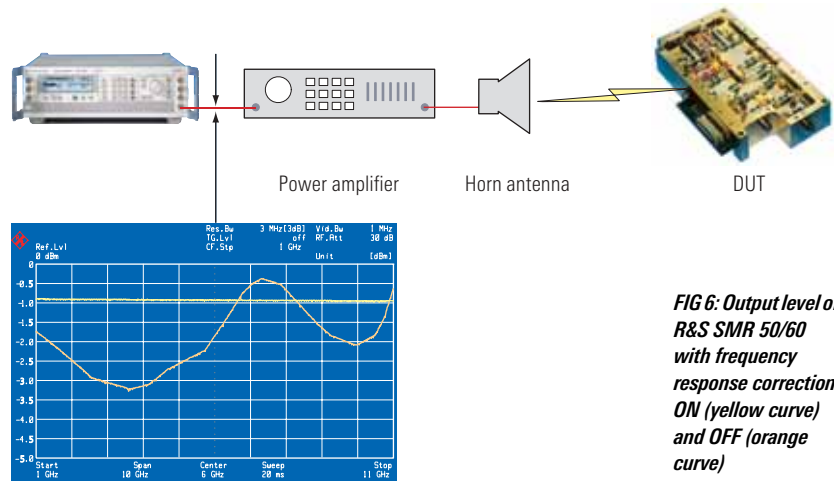 Power amplifier
Horn antenna
DUT
Res.Bw 3 MHz[3dB] Vid.Bw 1 MHz
TG.Lvl off RF.Att 30 dB
Ref.Lvl CF.Stp 1 GHz
0 dBm Unit [dBm]
0
-0.5
-1.0
-1.5
-2.0
-2.5
-3.0
-3.5
-4.0
-4.5
-5.0
Start Span Center Sweep Stop
1 GHz 10 GHz 6 GHz 20 ms 11 GHz
FIG 6: Output level o
R&S SMR 50/60
with frequency
response correction
ON (yellow curve)
and OFF (orange
curve)